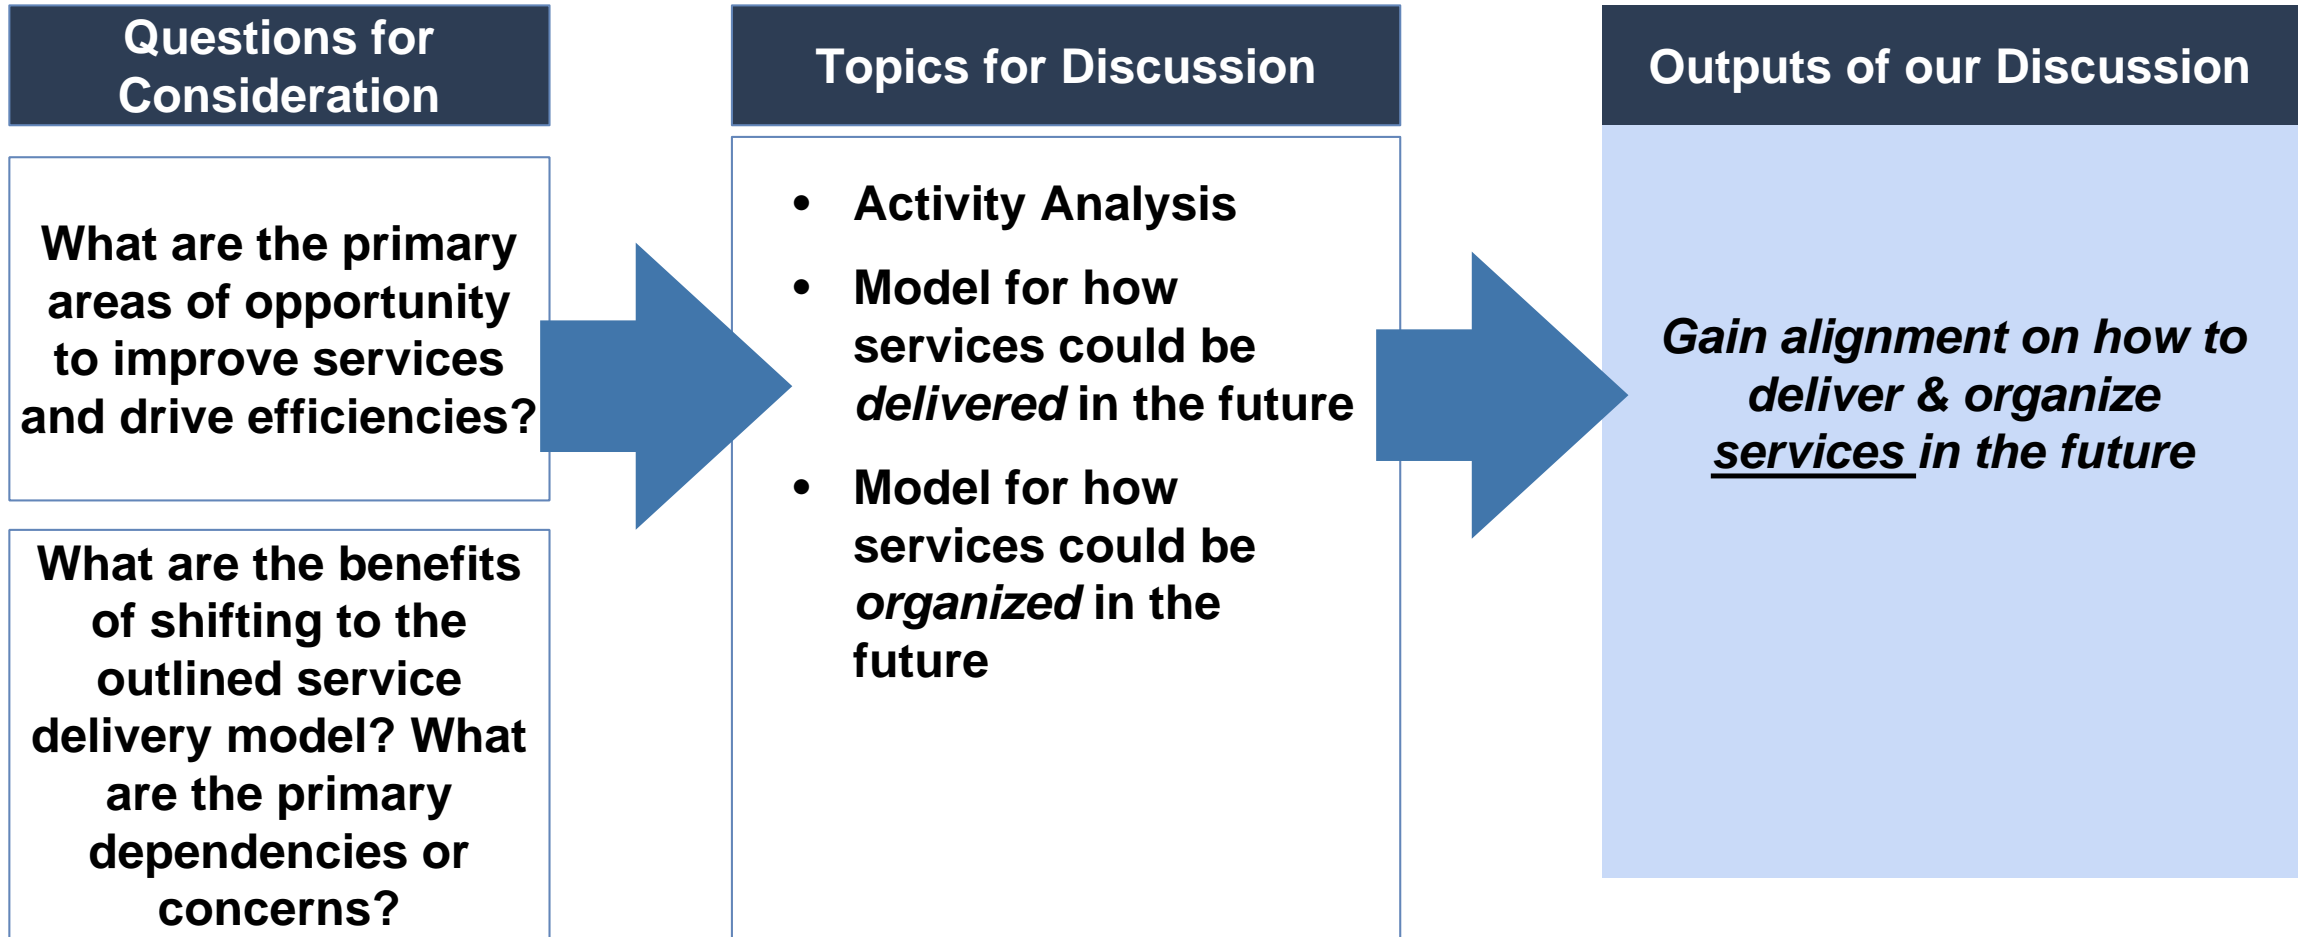 Questions for
Consideration
What are the primary
areas of opportunity
to improve services
and drive efficiencies?
What are the benefits
of shifting to the
outlined service
delivery model? What
are the primary
dependencies or
concerns?
Topics for Discussion
• Activity Analysis
• Model for how
services could be
delivered in the future
• Model for how
services could be
organized in the
future
Outputs of our Discussion
Gain alignment on how to
deliver & organize
services in the future